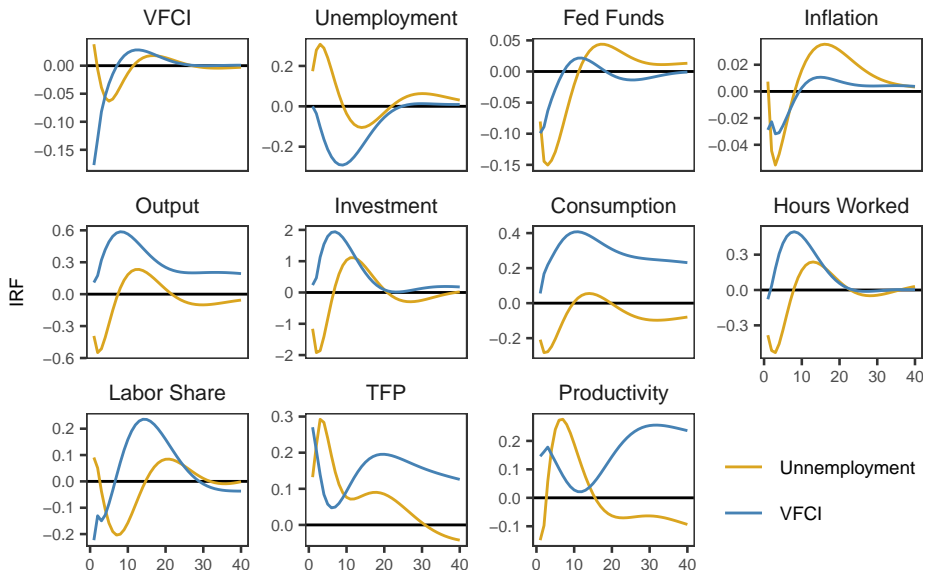 VFCI Unemployment Fed Funds Inflation
0.00 −0.05 −0.10 −0.15
0.2 0.0 −0.2
0.05 0.00 −0.05 −0.10 −0.15
0.02 0.00 −0.02 −0.04
Output Investment Consumption Hours Worked
IRF
0.6 0.3 0.0 −0.3 −0.6
2 1 0 −1 −2
0.4 0.2 0.0 −0.2
0.3 0.0 −0.3
0 10 20 30 40
Labor Share TFP Productivity
0.2 0.1 0.0 −0.1 −0.2
0.3 0.2 0.1 0.0
0.2 0.1 0.0 −0.1
0 10 20 30 40 0 10 20 30 40 0 10 20 30 40
Unnemployment
VFCI